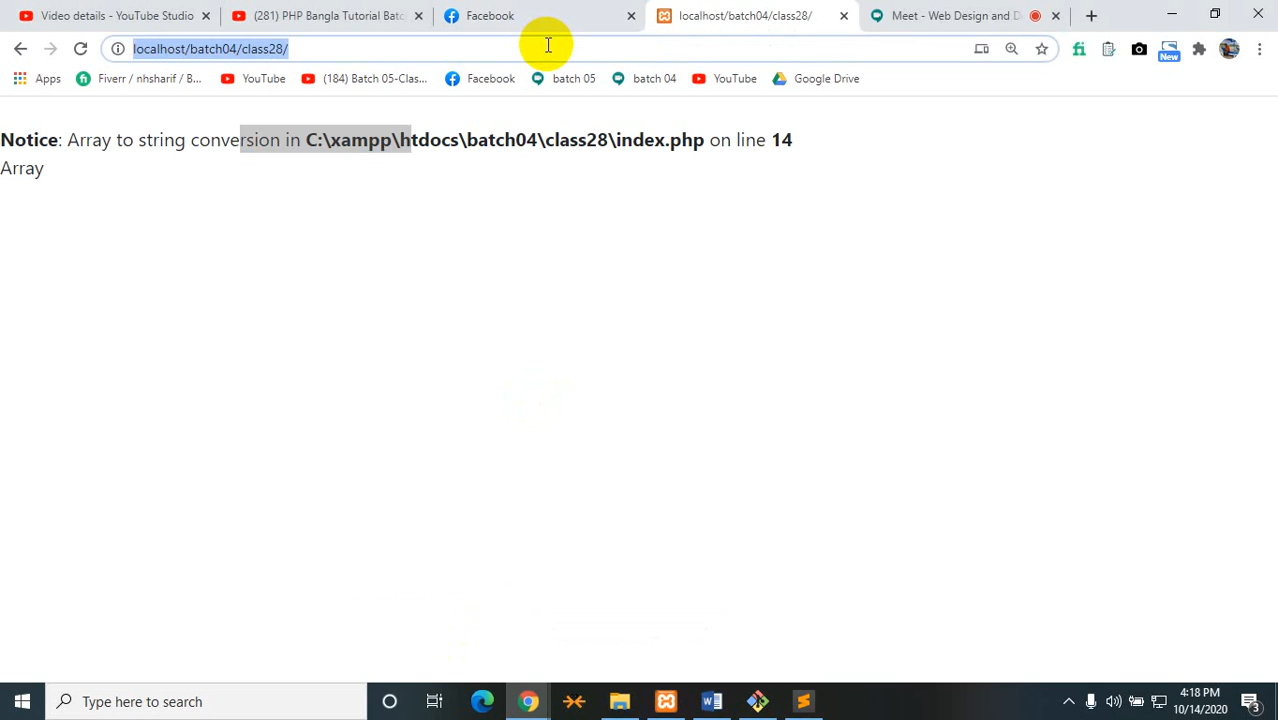 Video details - YouTube Studio
(281) PHP Bangla Tutorial Basi
Facebook
localhost/batch04/class28/
Meet - Web Design and D
localhost/batch04/class28/
New
Apps
Fiverr / nhsharif / B...
YouTube
(184) Batch 05-Clas...
Facebook
batch 05
batch 04
YouTube
Google Drive
Notice: Array to string conversion in C:\xampp\htdocs\batch04\class28\index.php on line 14
Array
Type here to search
4:18 PM
10/14/2020
3